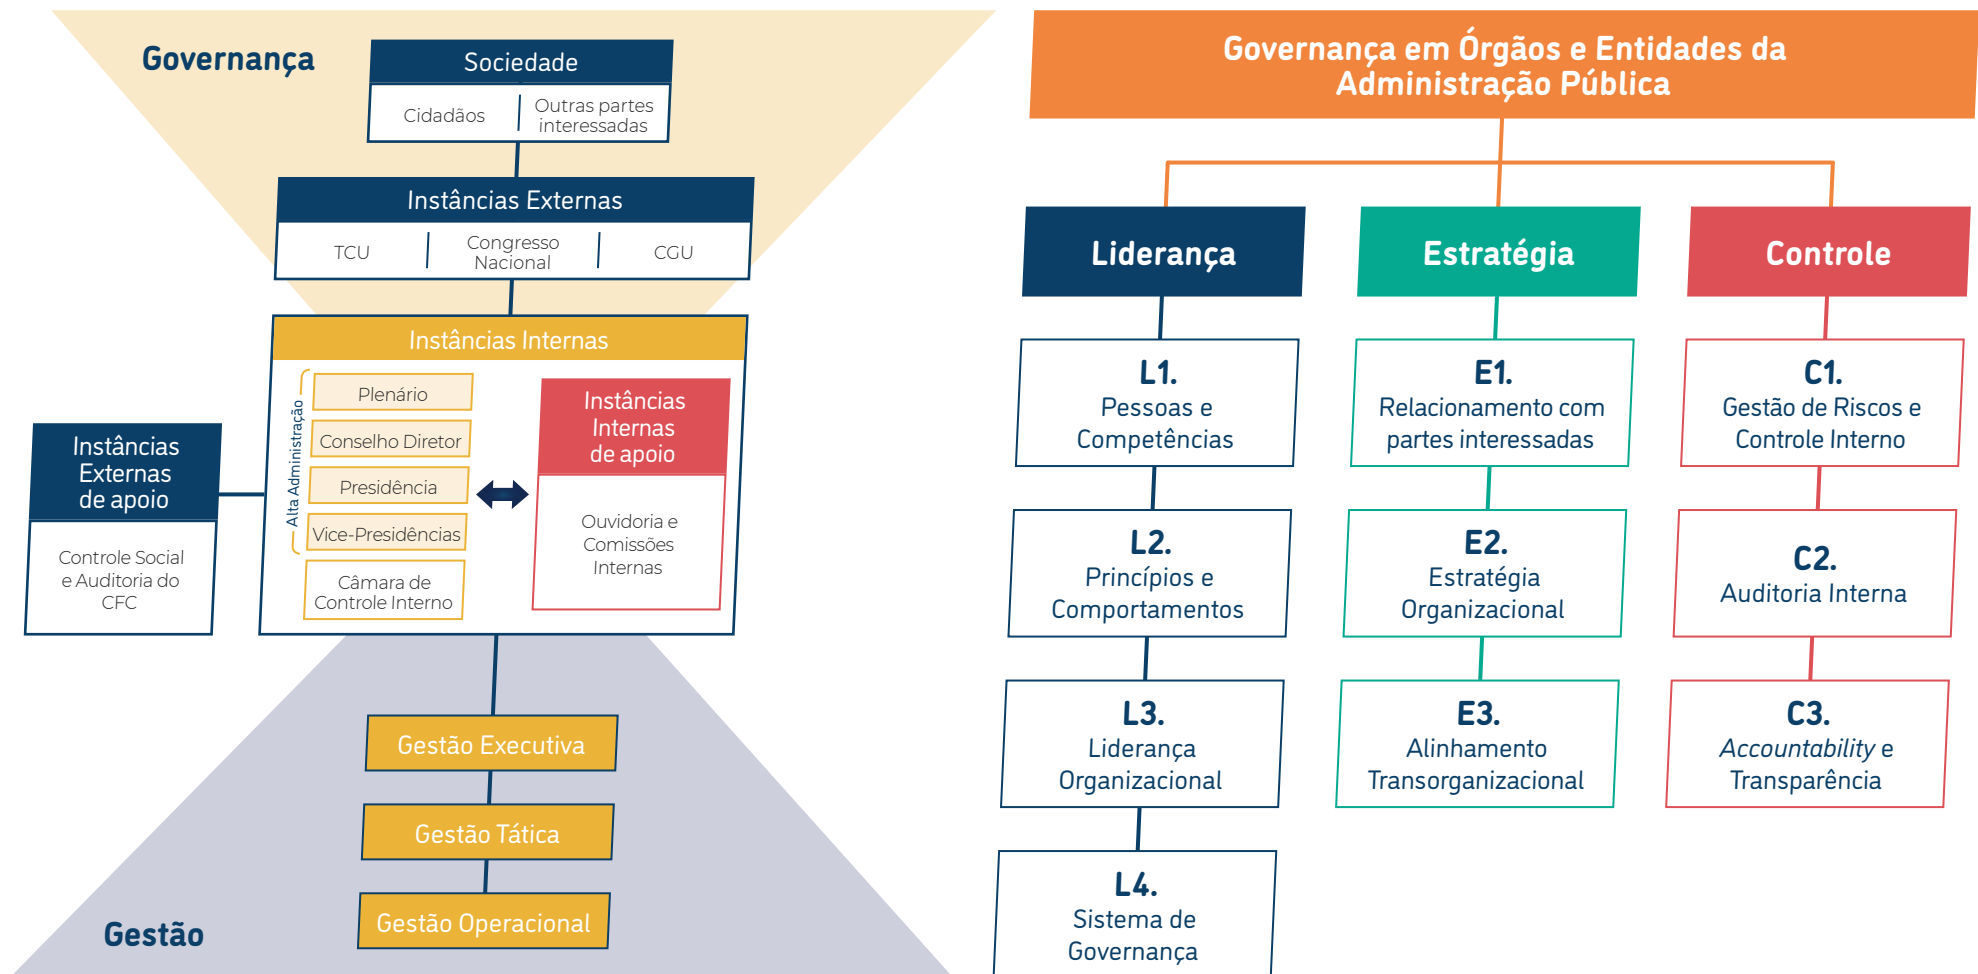 Governança
Sociedade
Cidadãos
Outras partes
interessadas
Instâncias Externas
TCU
Congresso
Nacional
CGU
Instâncias Internas
Alta Administração
Plenário
Conselho Diretor
Presidência
Vice-Presidências
Câmara de
Controle Interno
Instâncias
Internas
de apoio
Ouvidoria e
Comissões
Internas
Instâncias
Externas
de apoio
Controle Social
e Auditoria do
CFC
Gestão Executiva
Gestão Tática
Gestão Operacional
Gestão
Governança em Órgãos e Entidades da
Administração Pública
Liderança
L1.
Pessoas e
Competências
L2.
Princípios e
Comportamentos
L3.
Liderança
Organizacional
L4.
Sistema de
Governança
Estratégia
E1.
Relacionamento com
partes interessadas
E2.
Estratégia
Organizacional
E3.
Alinhamento
Transorganizacional
Controle
C1.
Gestão de Riscos e
Controle Interno
C2.
Auditoria Interna
C3.
Accountability e
Transparência